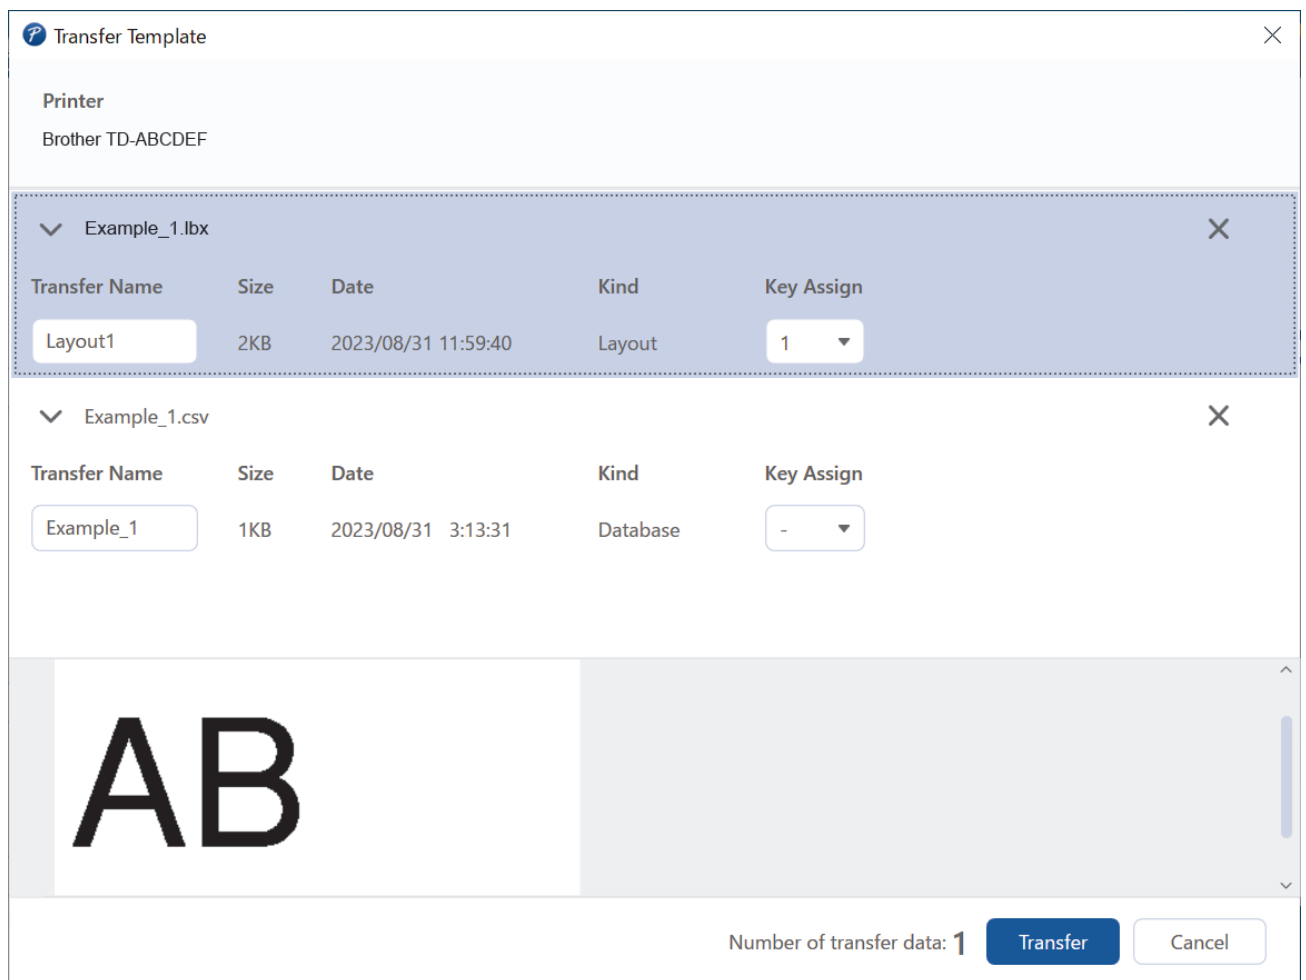 Transfer Template
Printer
Brother TD-ABCDEF
Example_1.lbx
Transfer Name Size Date Kind Key Assign
Layout1 2KB 2023/08/31 11:59:40 Layout 1
Example_1.csv
Transfer Name Size Date Kind Key Assign
Example_1 1KB 2023/08/31 3:13:31 Database -
AB
Number of transfer data: 1 Transfer Cancel